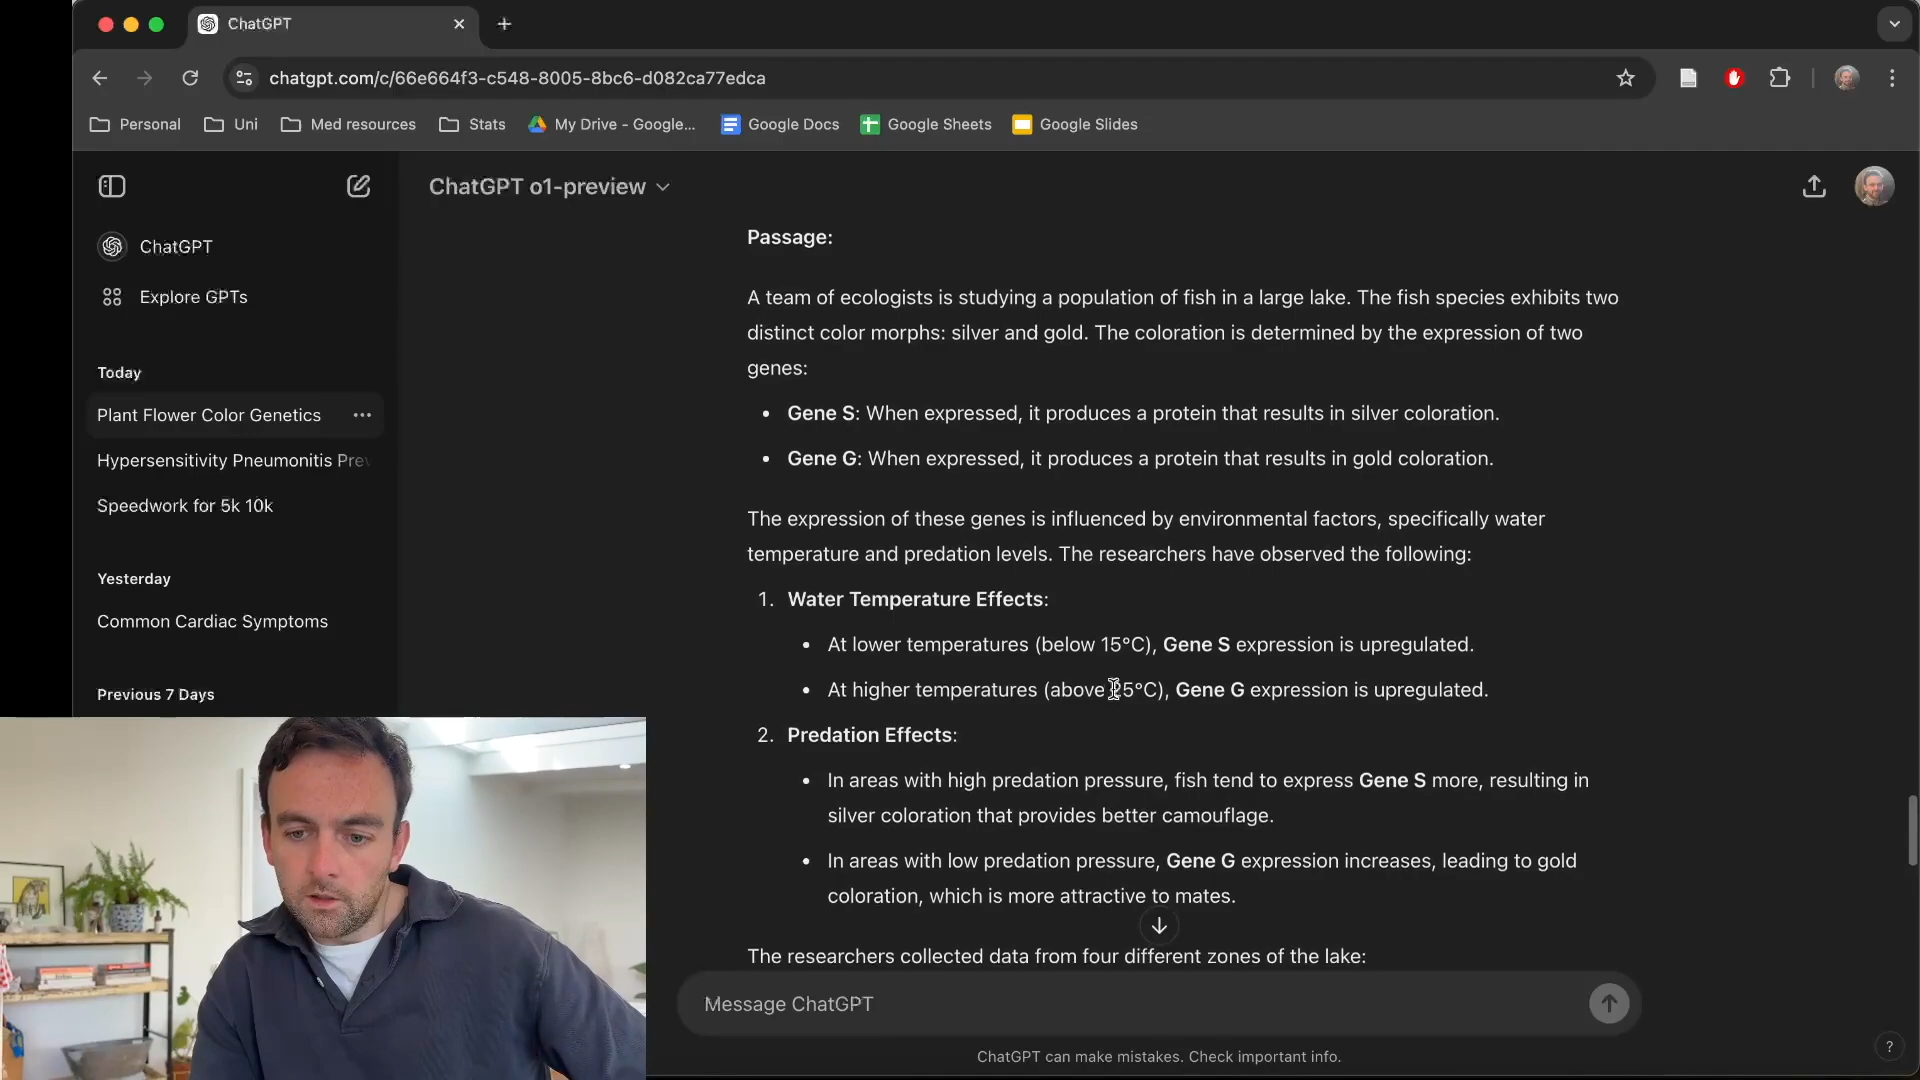 ChatGPT
chatgpt.com/c/66e664f3-c548-8005-8bc6-d082ca77edca
Personal
Uni
Med resources
Stats
My Drive - Google...
Google Docs
Google Sheets
Google Slides
ChatGPT o1-preview
ChatGPT
Explore GPTs
Today
Plant Flower Color Genetics
Hypersensitivity Pneumonitis Prev
Speedwork for 5k 10k
Yesterday
Common Cardiac Symptoms
Previous 7 Days
Passage:
A team of ecologists is studying a population of fish in a large lake. The fish species exhibits two
distinct color morphs: silver and gold. The coloration is determined by the expression of two
genes:
• Gene S: When expressed, it produces a protein that results in silver coloration.
• Gene G: When expressed, it produces a protein that results in gold coloration.
The expression of these genes is influenced by environmental factors, specifically water
temperature and predation levels. The researchers have observed the following:
1. Water Temperature Effects:
• At lower temperatures (below 15°C), Gene S expression is upregulated.
• At higher temperatures (above 25°C), Gene G expression is upregulated.
2. Predation Effects:
• In areas with high predation pressure, fish tend to express Gene S more, resulting in
silver coloration that provides better camouflage.
• In areas with low predation pressure, Gene G expression increases, leading to gold
coloration, which is more attractive to mates.
The researchers collected data from four different zones of the lake:
Message ChatGPT
ChatGPT can make mistakes. Check important info.
?